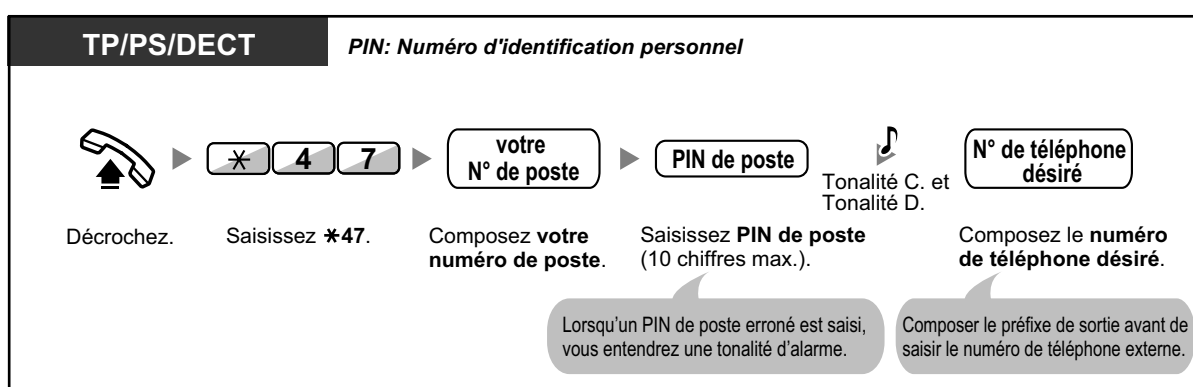 TP/PS/DECT
PIN: Numéro d'identification personnel
* 4 7
votre
N° de poste
PIN de poste
Tonalité C. et
Tonalité D.
N° de téléphone
désiré
Décrochez.
Saisissez *47.
Composez votre
numéro de poste.
Saisissez PIN de poste
(10 chiffres max.).
Composez le numéro
de téléphone désiré.
Lorsqu'un PIN de poste erroné est saisi,
vous entendrez une tonalité d'alarme.
Composer le préfixe de sortie avant de
saisir le numéro de téléphone externe.